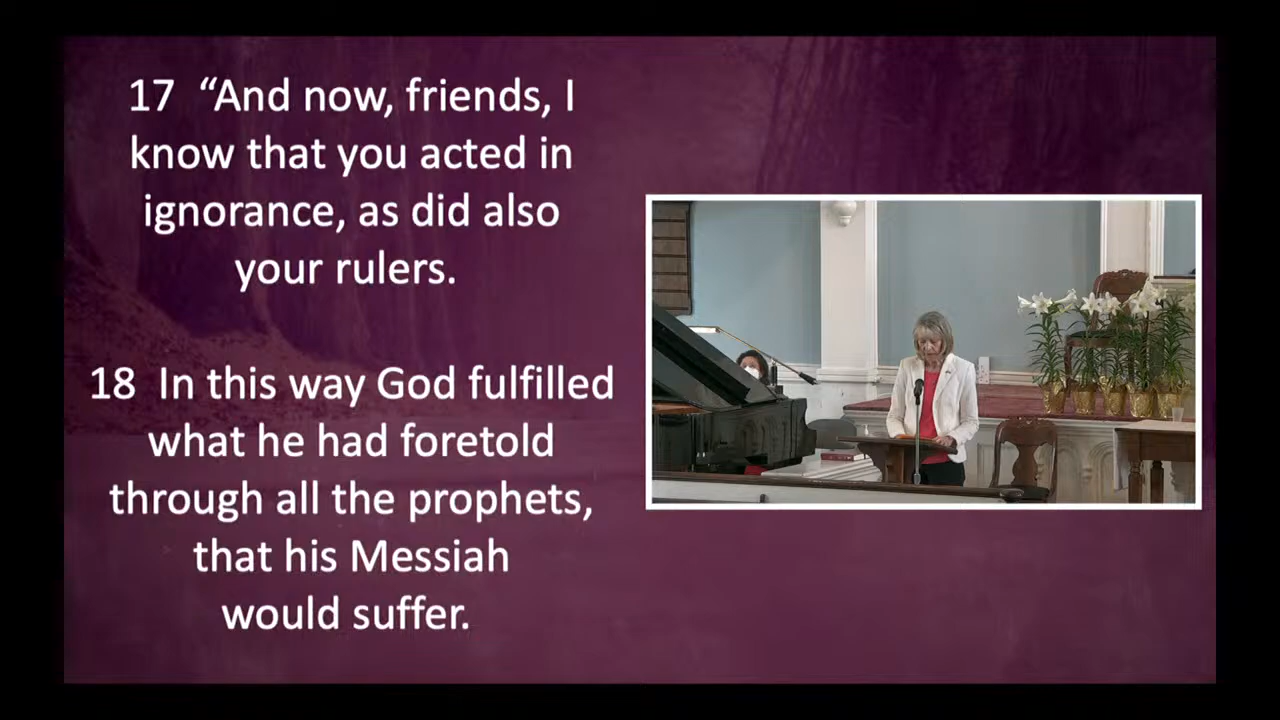 17 “And now, friends, I
know that you acted in
ignorance, as did also
your rulers.
18 In this way God fulfilled
what he had foretold
through all the prophets,
that his Messiah
would suffer.